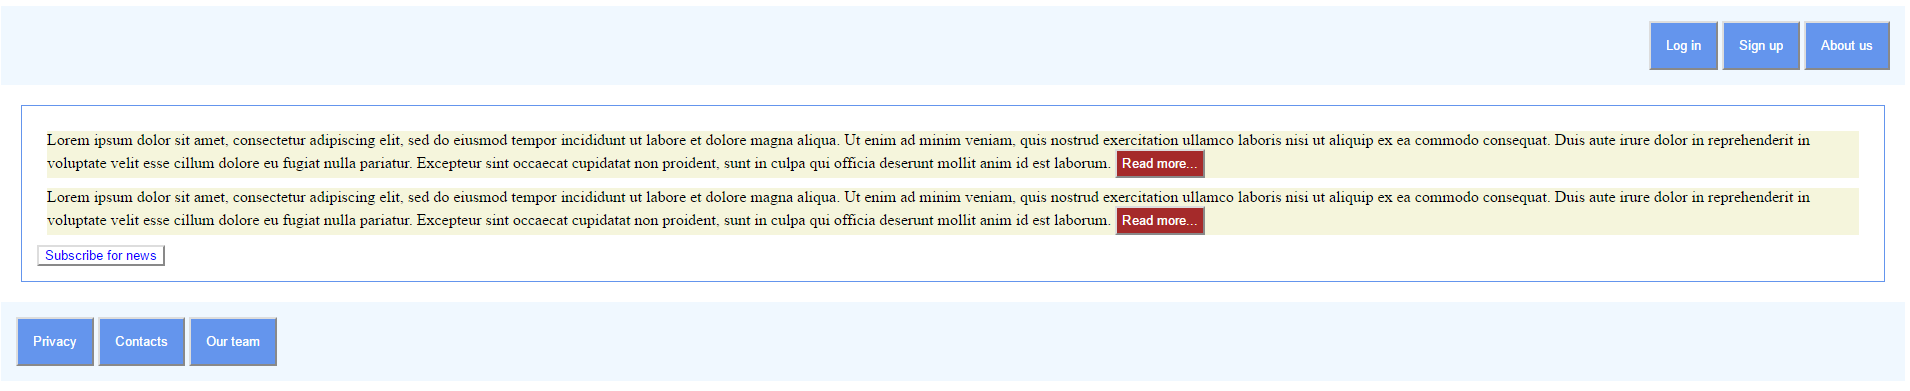 Log in Sign up About us
Lorem ipsum dolor sit amet, consectetur adipiscing elit, sed do eiusmod tempor incididunt ut labore et dolore magna aliqua. Ut enim ad minim veniam, quis nostrud exercitation ullamco laboris nisi ut aliquip ex ea commodo consequat. Duis aute irure dolor in reprehenderit in
voluptate velit esse cillum dolore eu fugiat nulla pariatur. Excepteur sint occaecat cupidatat non proident, sunt in culpa qui officia deserunt mollit anim id est laborum. Read more...
Lorem ipsum dolor sit amet, consectetur adipiscing elit, sed do eiusmod tempor incididunt ut labore et dolore magna aliqua. Ut enim ad minim veniam, quis nostrud exercitation ullamco laboris nisi ut aliquip ex ea commodo consequat. Duis aute irure dolor in reprehenderit in
voluptate velit esse cillum dolore eu fugiat nulla pariatur. Excepteur sint occaecat cupidatat non proident, sunt in culpa qui officia deserunt mollit anim id est laborum. Read more...
Subscribe for news
Privacy Contacts Our team